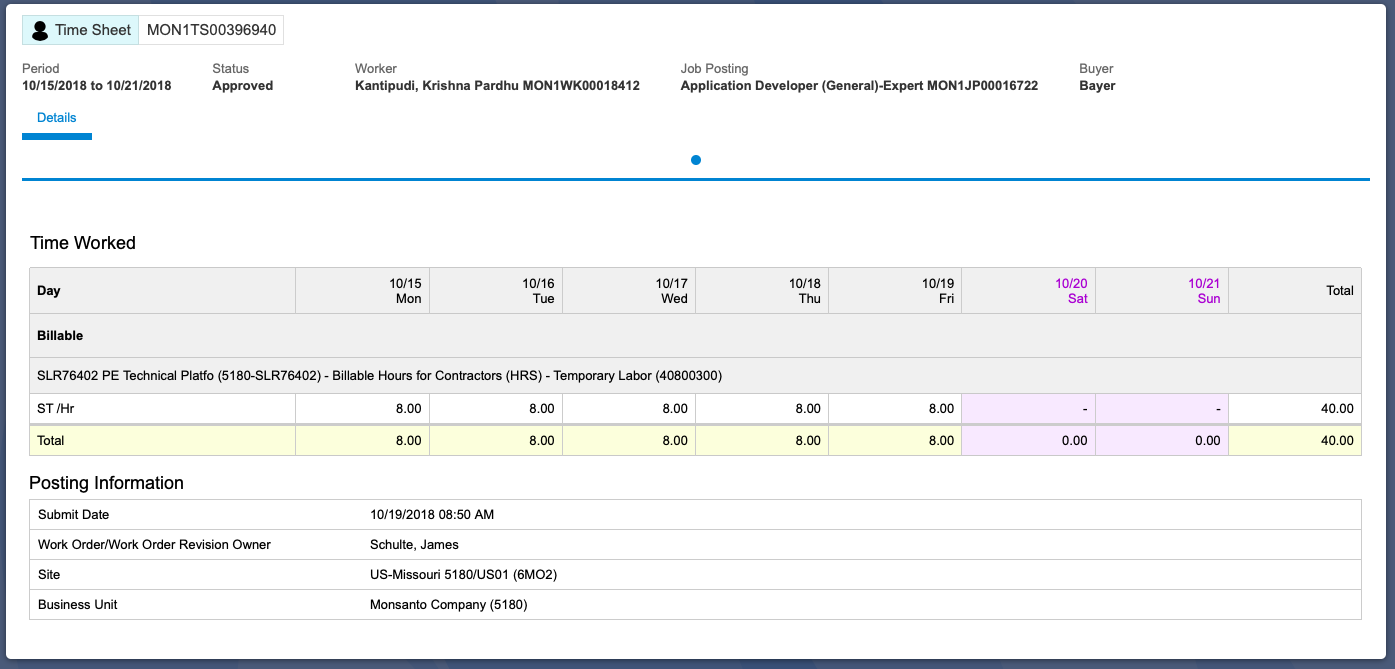 Time Sheet MON1TS00396940
Period Status Worker Job Posting Buyer
10/15/2018 to 10/21/2018 Approved Kantipudi, Krishna Pardhu MON1WK00018412 Application Developer (General)-Expert MON1JP00016722 Bayer
Details
Time Worked
Day 10/15 Mon 10/16 Tue 10/17 Wed 10/18 Thu 10/19 Fri 10/20 Sat 10/21 Sun Total
Billable
SLR76402 PE Technical Platfo (5180-SLR76402) - Billable Hours for Contractors (HRS) - Temporary Labor (40800300)
ST /Hr 8.00 8.00 8.00 8.00 8.00 - - 40.00
Total 8.00 8.00 8.00 8.00 8.00 0.00 0.00 40.00
Posting Information
Submit Date 10/19/2018 08:50 AM
Work Order/Work Order Revision Owner Schulte, James
Site US-Missouri 5180/US01 (6MO2)
Business Unit Monsanto Company (5180)